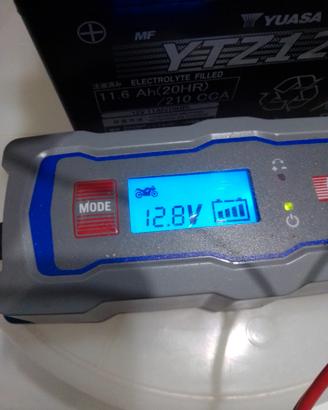 YUASA
MF
YTZ12
ELECTROLYTE FILLED
11.6 Ah(20HR)
/210 CCA
MODE
12.8V